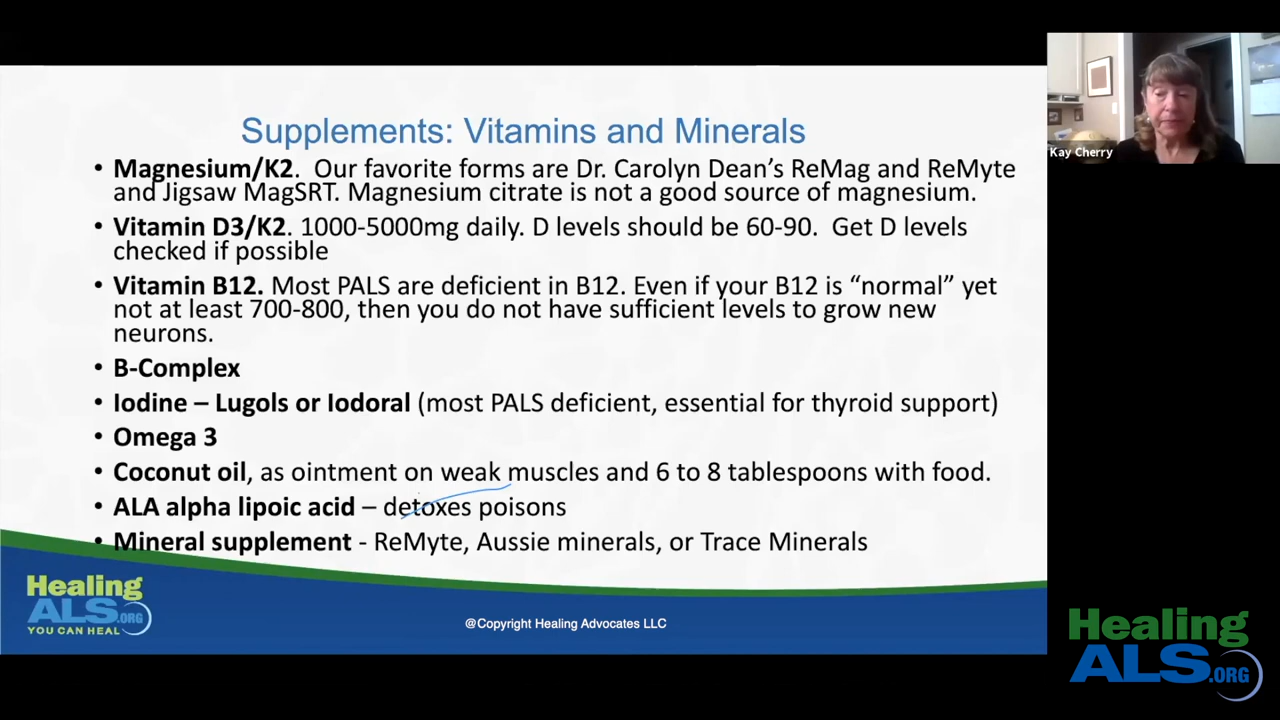 Supplements: Vitamins and Minerals
• Magnesium/K2. Our favorite forms are Dr. Carolyn Dean's ReMag and ReMyte
and Jigsaw MagSRT. Magnesium citrate is not a good source of magnesium.
• Vitamin D3/K2. 1000-5000mg daily. D levels should be 60-90. Get D levels
checked if possible
• Vitamin B12. Most PALS are deficient in B12. Even if your B12 is “normal” yet
not at least 700-800, then you do not have sufficient levels to grow new
neurons.
• B-Complex
• Iodine – Lugols or Iodoral (most PALS deficient, essential for thyroid support)
• Omega 3
• Coconut oil, as ointment on weak muscles and 6 to 8 tablespoons with food.
• ALA alpha lipoic acid – detoxes poisons
• Mineral supplement - ReMyte, Aussie minerals, or Trace Minerals
Healing
ALS.ORG
YOU CAN HEAL
@Copyright Healing Advocates LLC
Kay Cherry
Healing
ALS.ORG